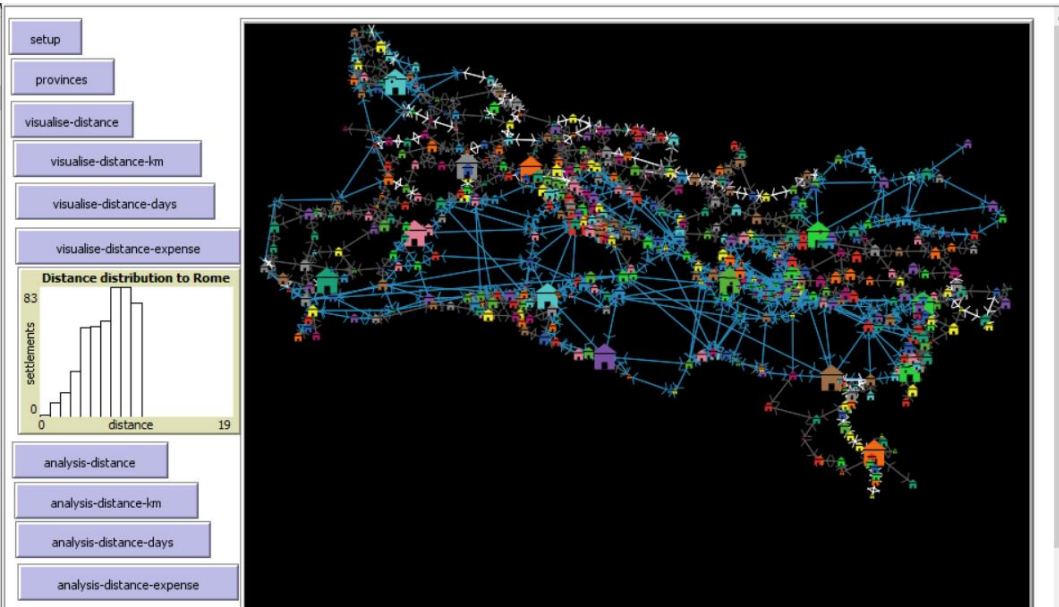 setup
provinces
visualise-distance
visualise-distance-km
visualise-distance-days
visualise-distance-expense
Distance distribution to Rome
83
settlements
0
0 distance 19
analysis-distance
analysis-distance-km
analysis-distance-days
analysis-distance-expense